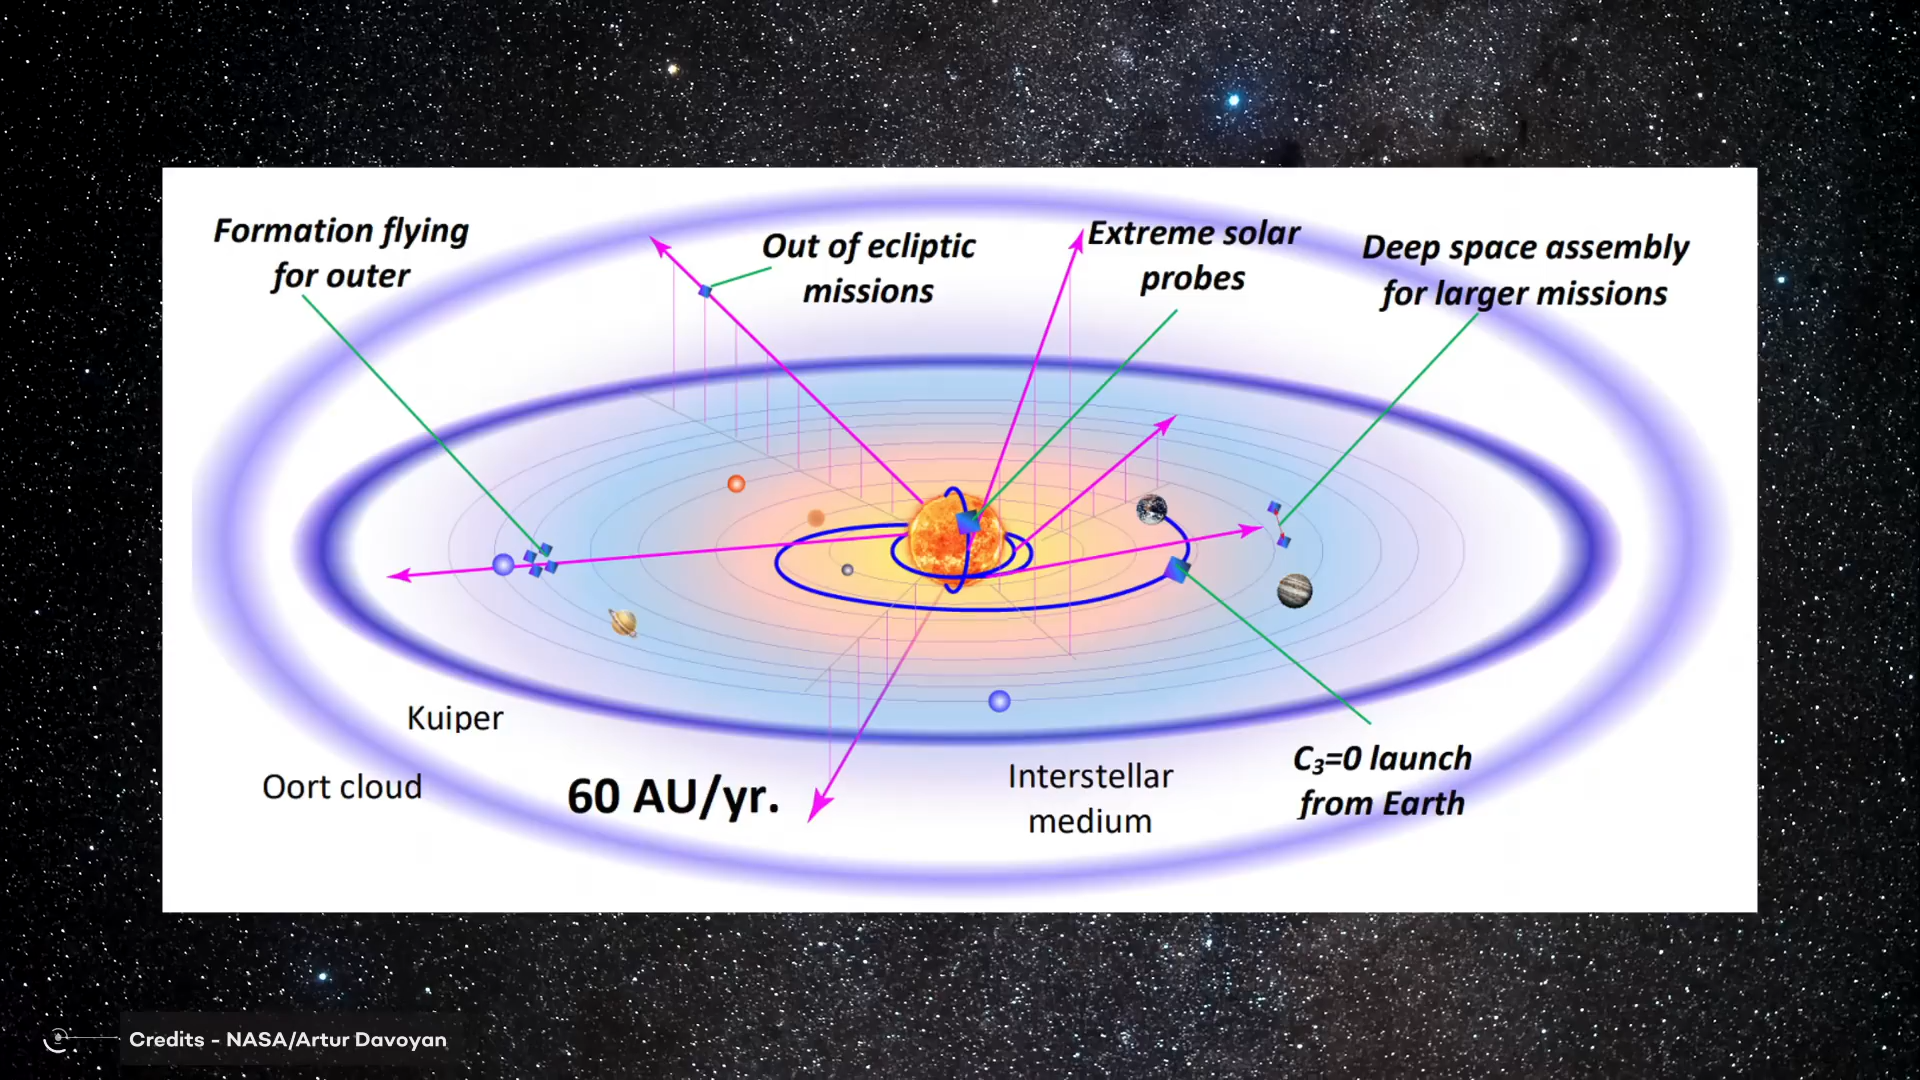 Formation flying
for outer
Out of ecliptic
missions
Extreme solar
probes
Deep space assembly
for larger missions
Kuiper
Oort cloud
60 AU/yr.
Interstellar
medium
C₃=0 launch
from Earth
Credits - NASA/Artur Davoyan